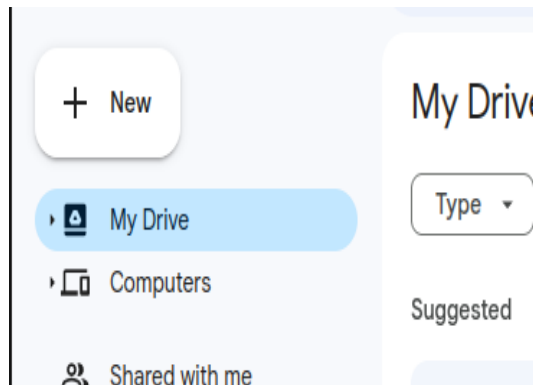 New
My Drive
Computers
Shared with me
My Drive
Type
Suggested